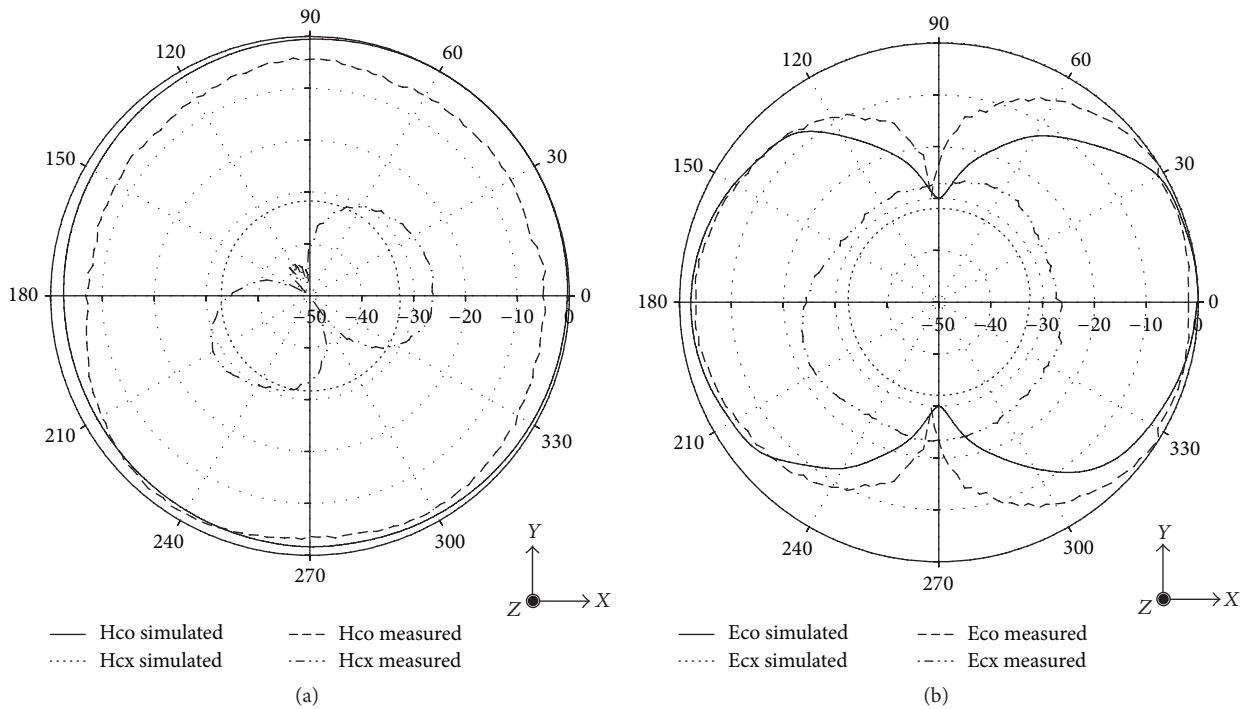 90
120
60
150
30
180
−50
−40
−30
−20
−10
0
0
210
330
240
300
270
Y
Z
X
Hco simulated
Hco measured
Hcx simulated
Hcx measured
(a)
90
120
60
150
30
180
−50
−40
−30
−20
−10
0
0
210
330
240
300
270
Y
Z
X
Eco simulated
Eco measured
Ecx simulated
Ecx measured
(b)